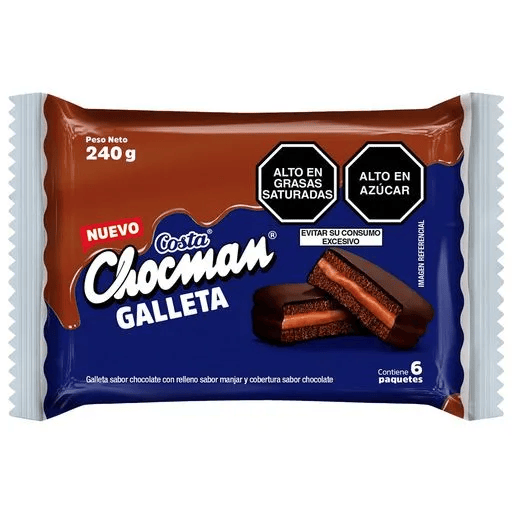 Peso Neto
240 g
ALTO EN
GRASAS
SATURADAS
ALTO EN
AZÚCAR
EVITAR SU CONSUMO
EXCESIVO
NUEVO
Costa®
Chocman®
GALLETA
IMAGEN REFERENCIAL
Contiene 6
paquetes
Galleta sabor chocolate con relleno sabor manjar y cobertura sabor chocolate